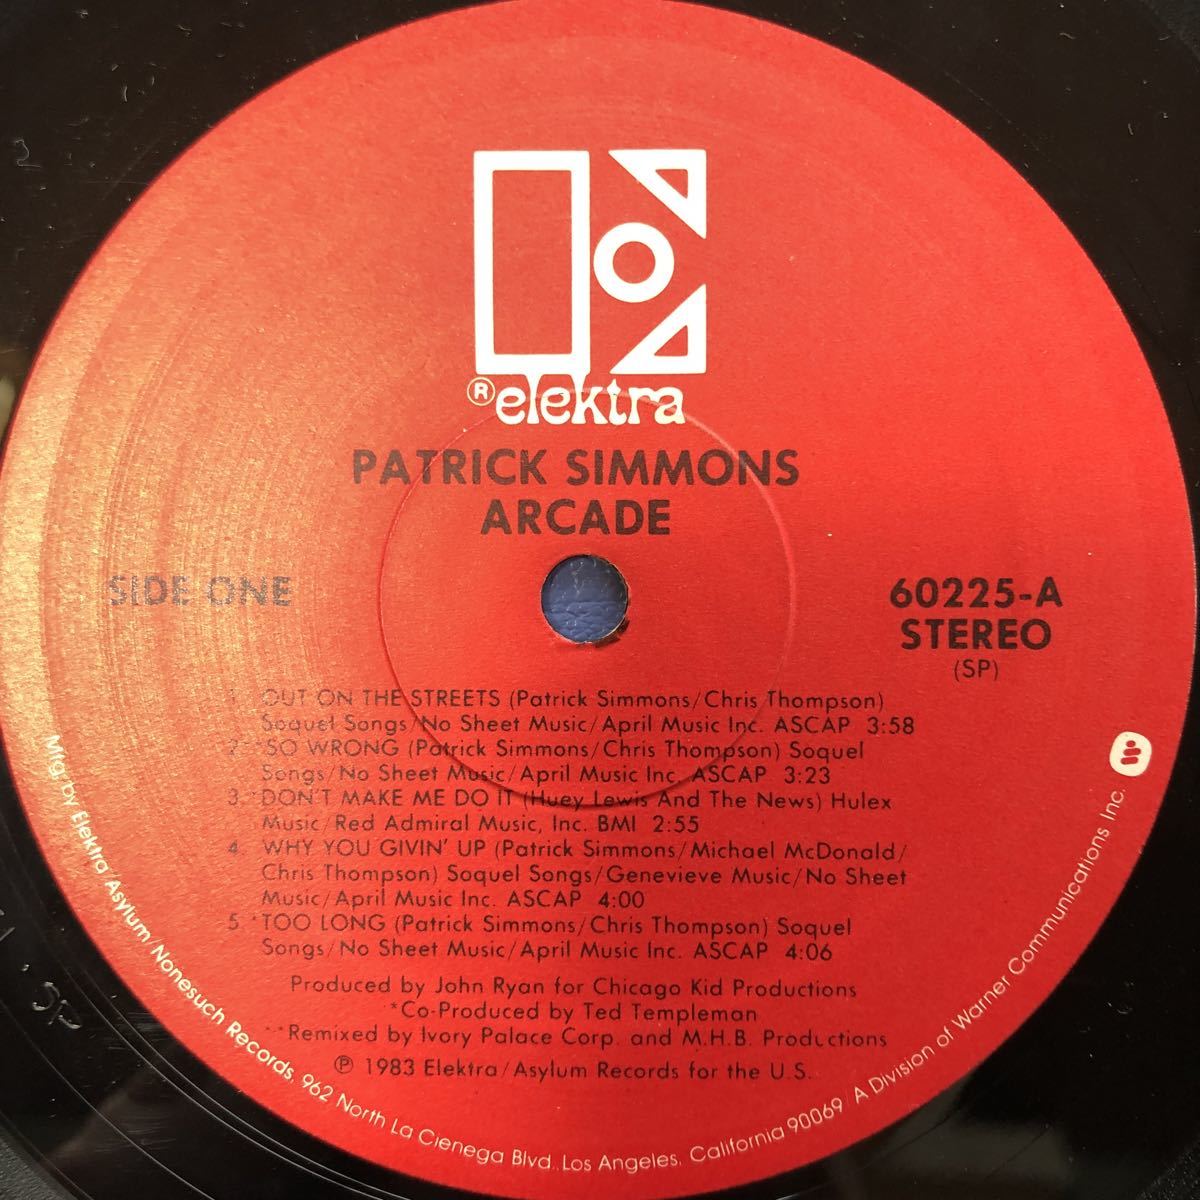 ® elektra
PATRICK SIMMONS
ARCADE
SIDE ONE
60225-A
STEREO
(SP)
1. OUT ON THE STREETS (Patrick Simmons/Chris Thompson)
Soquel Songs/No Sheet Music/April Music Inc. ASCAP 3:58
2. **SO WRONG (Patrick Simmons/Chris Thompson) Soquel
Songs/No Sheet Music/April Music Inc. ASCAP 3:23
3. *DON'T MAKE ME DO IT (Huey Lewis And The News) Hulex
Music/Red Admiral Music, Inc. BMI 2:55
4. WHY YOU GIVIN' UP (Patrick Simmons/Michael McDonald/
Chris Thompson) Soquel Songs/Genevieve Music/No Sheet
Music/April Music Inc. ASCAP 4:00
5. *TOO LONG (Patrick Simmons/Chris Thompson) Soquel
Songs/No Sheet Music/April Music Inc. ASCAP 4:06
Produced by John Ryan for Chicago Kid Productions
*Co-Produced by Ted Templeman
**Remixed by Ivory Palace Corp. and M.H.B. Productions
℗ 1983 Elektra/Asylum Records for the U.S.
Mfg by Elektra/Asylum Nonesuch Records, 962 North La Cienega Blvd., Los Angeles, California 90069/A Division of Warner Communications Inc.
SP